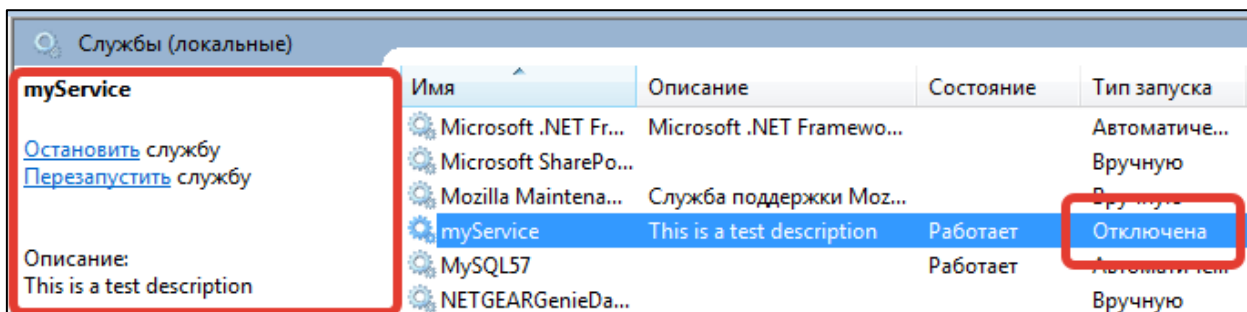 Службы (локальные)
myService
Остановить службу
Перезапустить службу
Описание:
This is a test description
Имя Описание Состояние Тип запуска
Microsoft .NET Fr... Microsoft .NET Framewo... Автоматиче...
Microsoft SharePo... Вручную
Mozilla Maintena... Служба поддержки Moz... Вручную
myService This is a test description Работает Отключена
MySQL57 Работает Автоматиче...
NETGEARGenieDa... Вручную